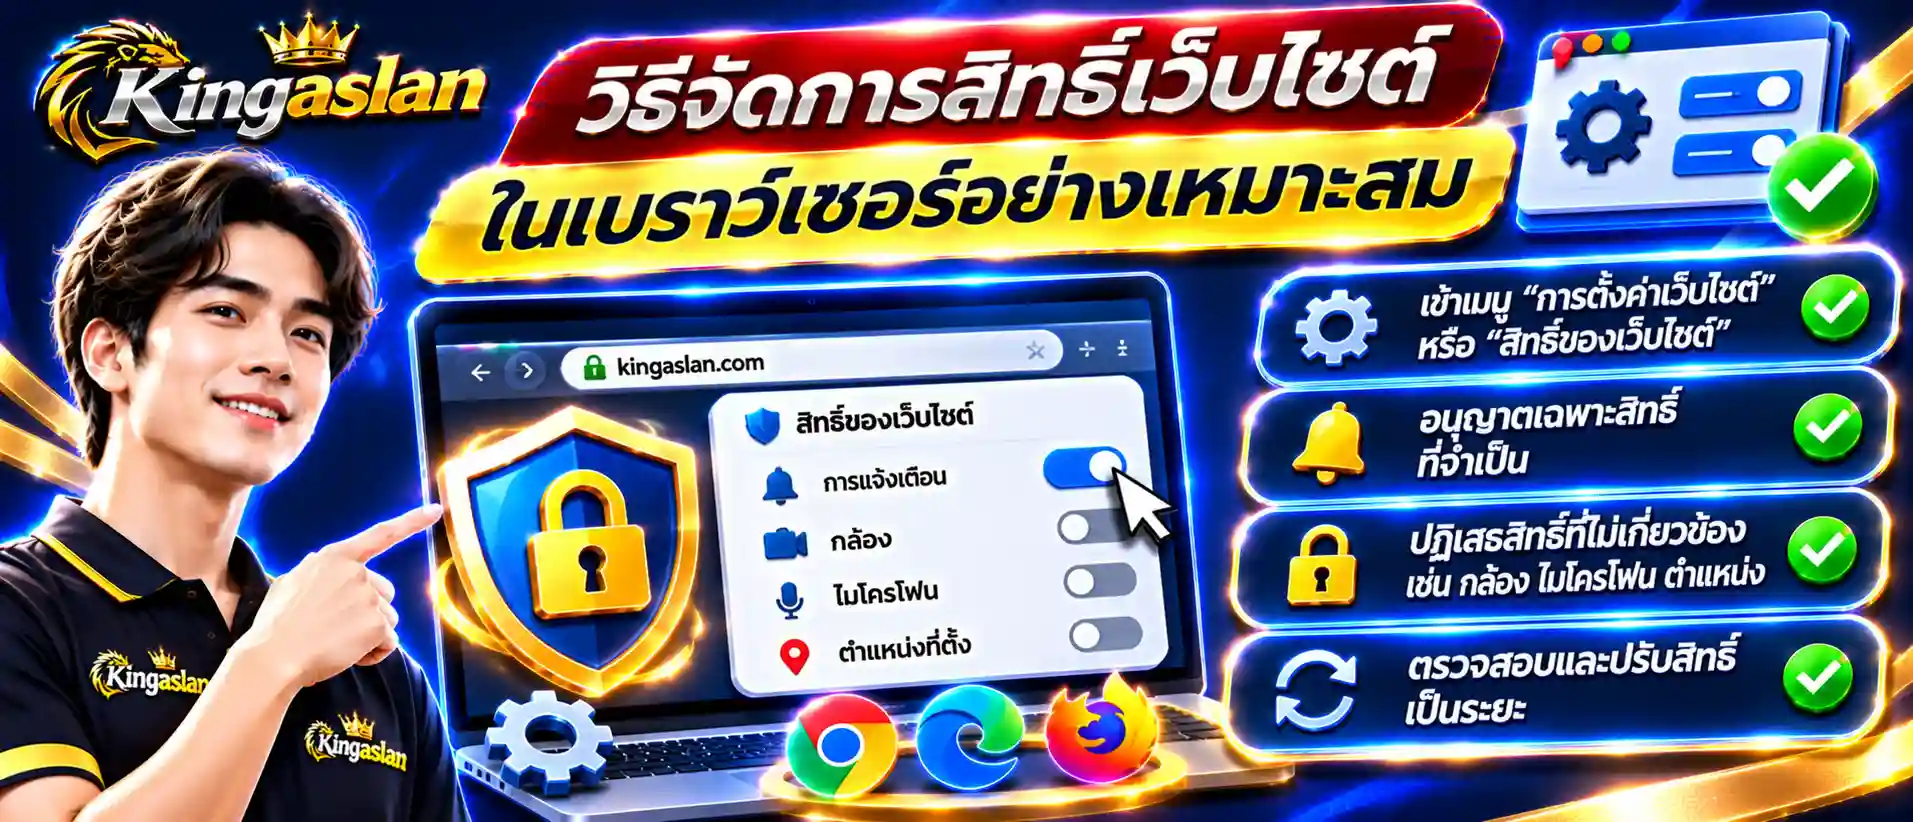 Kingaslan
วิธีจัดการสิทธิ์เว็บไซต์
ในเบราว์เซอร์อย่างเหมาะสม
kingaslan.com
สิทธิ์ของเว็บไซต์
การแจ้งเตือน
กล้อง
ไมโครโฟน
ตำแหน่งที่ตั้ง
เข้าเมนู “การตั้งค่าเว็บไซต์”
หรือ “สิทธิ์ของเว็บไซต์”
อนุญาตเฉพาะสิทธิ์
ที่จำเป็น
ปฏิเสธสิทธิ์ที่ไม่เกี่ยวข้อง
เช่น กล้อง ไมโครโฟน ตำแหน่ง
ตรวจสอบและปรับสิทธิ์
เป็นระยะ
Kingaslan
Kingaslan